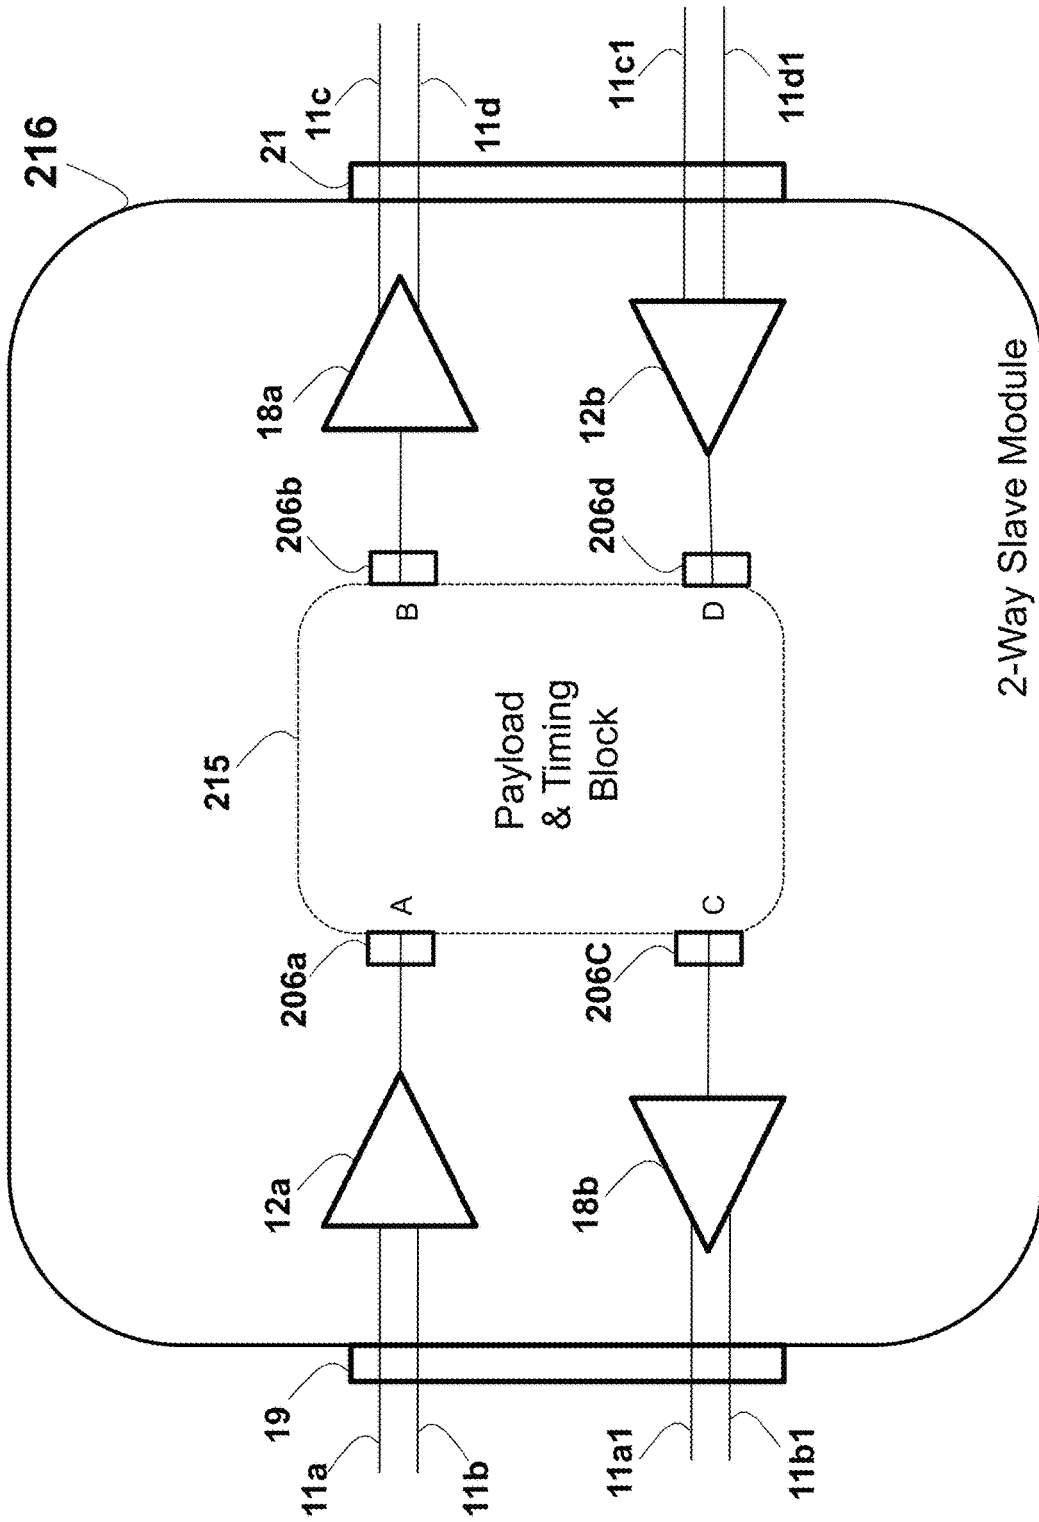 216
11c
11d
11c1
11d1
21
18a
12b
206b
206d
B
D
215
Payload
& Timing
Block
A
C
206a
206C
12a
18b
19
11a
11b
11a1
11b1
2-Way Slave Module